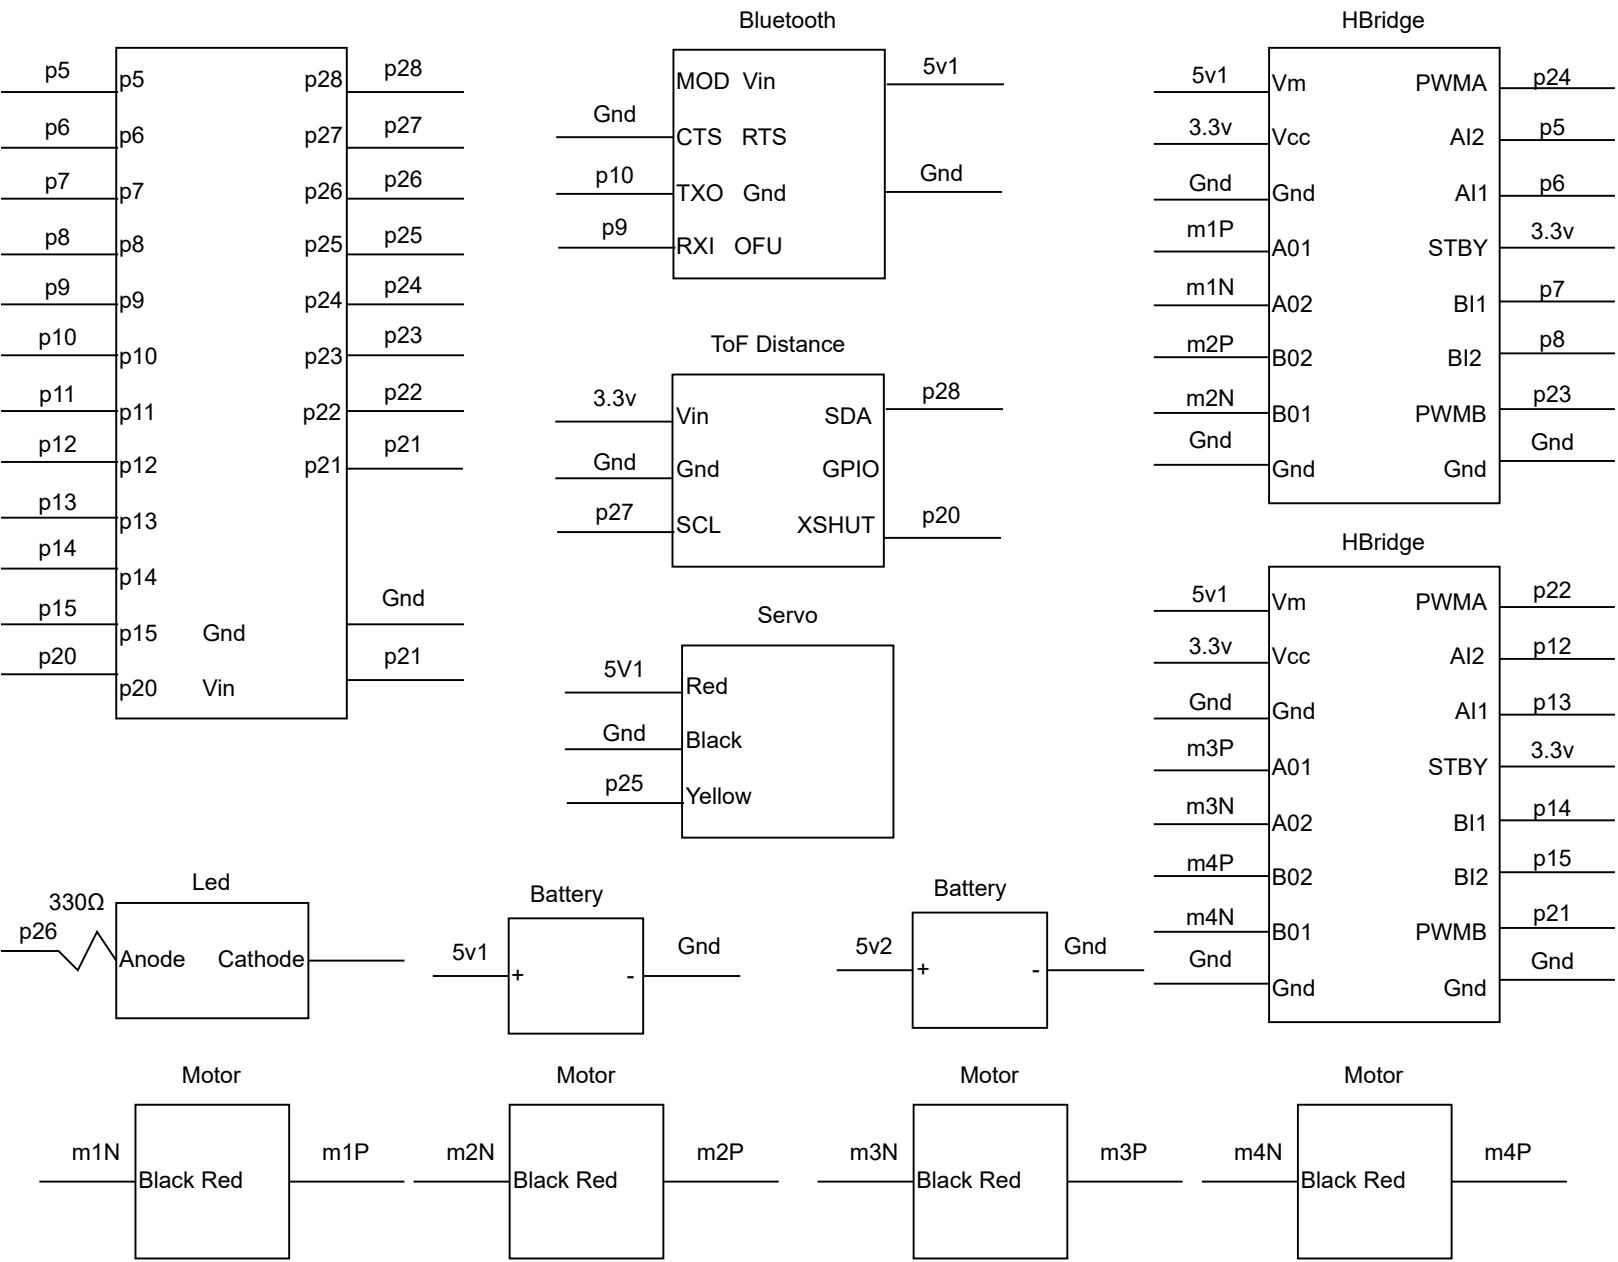 p5 p5 p28 p28
p6 p6 p27 p27
p7 p7 p26 p26
p8 p8 p25 p25
p9 p9 p24 p24
p10 p10 p23 p23
p11 p11 p22 p22
p12 p12 p21 p21
p13 p13
p14 p14
p15 p15 Gnd Gnd
p20 p20 Vin p21
Bluetooth
MOD Vin 5v1
Gnd CTS RTS
p10 TXO Gnd Gnd
p9 RXI OFU
ToF Distance
3.3v Vin SDA p28
Gnd Gnd GPIO
p27 SCL XSHUT p20
Servo
5V1 Red
Gnd Black
p25 Yellow
HBridge
5v1 Vm PWMA p24
3.3v Vcc AI2 p5
Gnd Gnd AI1 p6
m1P A01 STBY 3.3v
m1N A02 BI1 p7
m2P B02 BI2 p8
m2N B01 PWMB p23
Gnd Gnd Gnd Gnd
HBridge
5v1 Vm PWMA p22
3.3v Vcc AI2 p12
Gnd Gnd AI1 p13
m3P A01 STBY 3.3v
m3N A02 BI1 p14
m4P B02 BI2 p15
m4N B01 PWMB p21
Gnd Gnd Gnd Gnd
Led
330Ω
p26 Anode Cathode
Battery
5v1 + - Gnd
Battery
5v2 + - Gnd
Motor
m1N Black Red m1P
Motor
m2N Black Red m2P
Motor
m3N Black Red m3P
Motor
m4N Black Red m4P